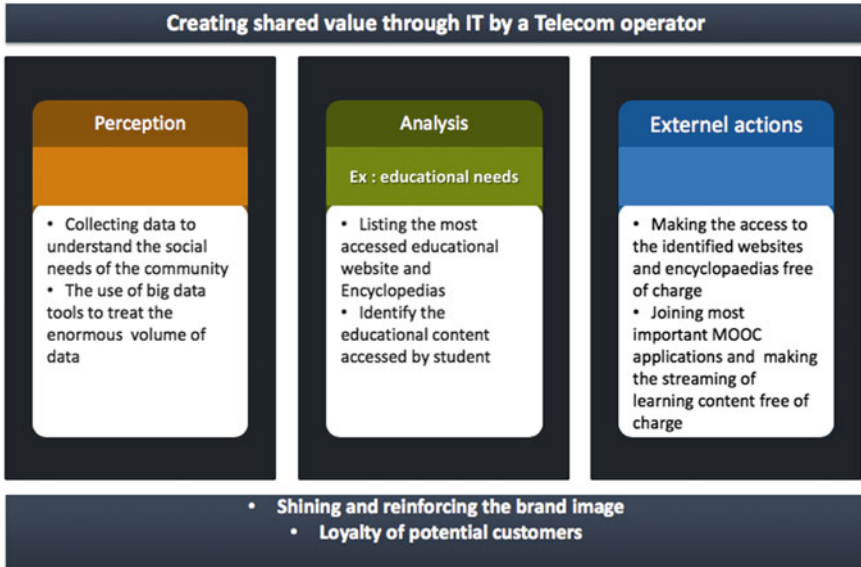 Creating shared value through IT by a Telecom operator
Perception
• Collecting data to
understand the social
needs of the community
• The use of big data
tools to treat the
enormous volume of
data
Analysis
Ex : educational needs
• Listing the most
accessed educational
website and
Encyclopedias
• Identify the
educational content
accessed by student
Externel actions
• Making the access to
the identified websites
and encyclopaedias free
of charge
• Joining most
important MOOC
applications and making
the streaming of
learning content free of
charge
• Shining and reinforcing the brand image
• Loyalty of potential customers